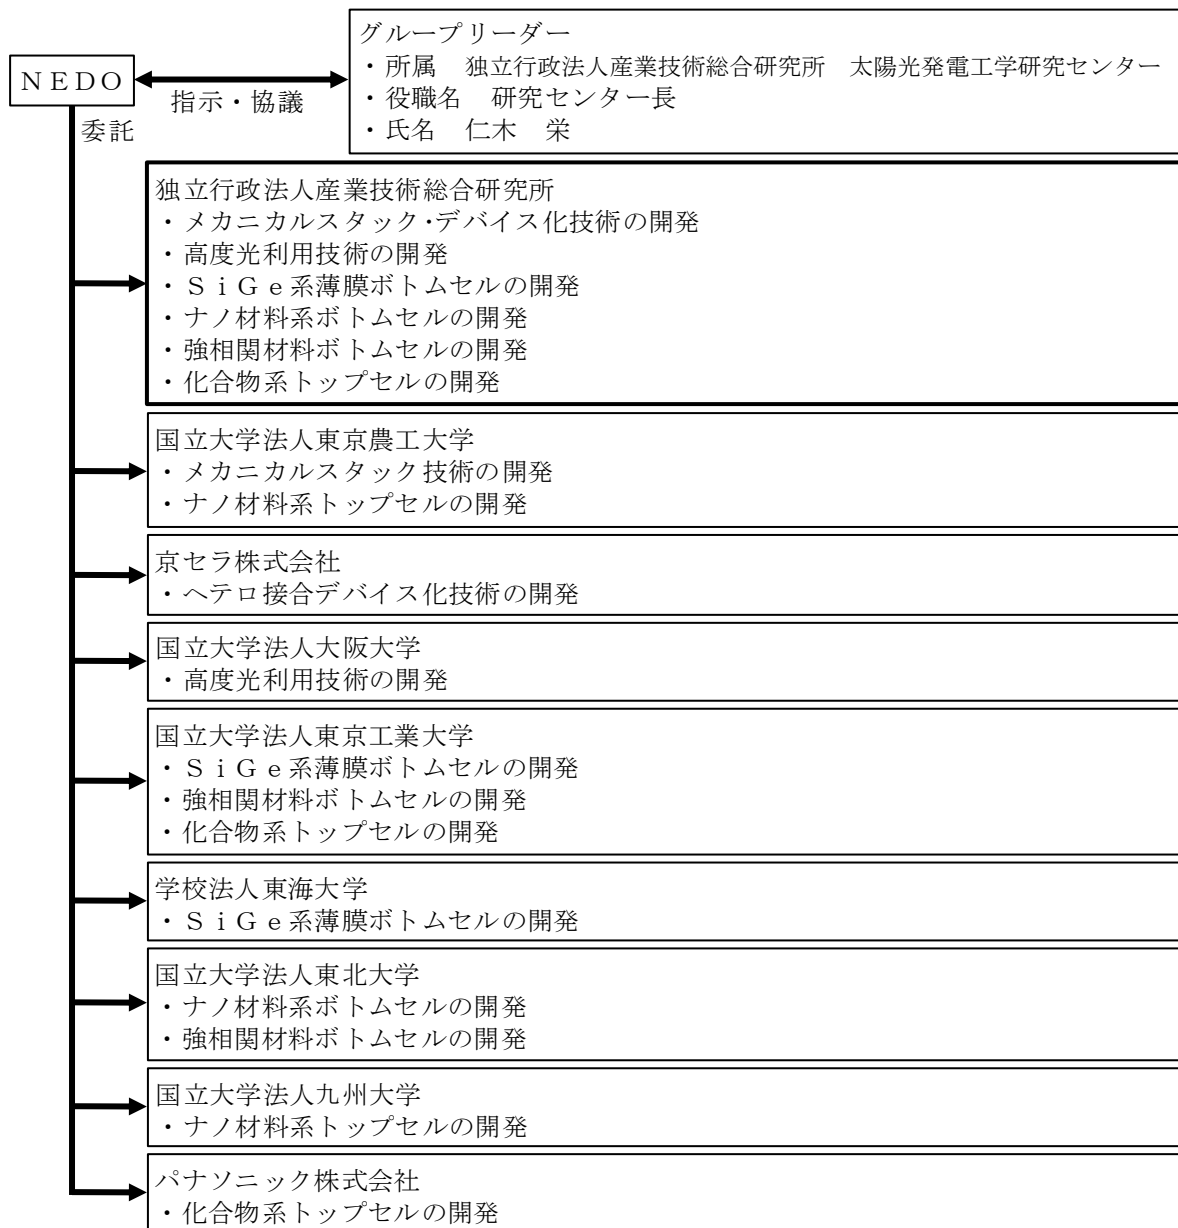 グループリーダー
・所属　独立行政法人産業技術総合研究所　太陽光発電工学研究センター
・役職名　研究センター長
・氏名　仁木　栄
ＮＥＤＯ
指示・協議
委託
独立行政法人産業技術総合研究所
・メカニカルスタック・デバイス化技術の開発
・高度光利用技術の開発
・ＳｉＧｅ系薄膜ボトムセルの開発
・ナノ材料系ボトムセルの開発
・強相関材料ボトムセルの開発
・化合物系トップセルの開発
国立大学法人東京農工大学
・メカニカルスタック技術の開発
・ナノ材料系トップセルの開発
京セラ株式会社
・ヘテロ接合デバイス化技術の開発
国立大学法人大阪大学
・高度光利用技術の開発
国立大学法人東京工業大学
・ＳｉＧｅ系薄膜ボトムセルの開発
・強相関材料ボトムセルの開発
・化合物系トップセルの開発
学校法人東海大学
・ＳｉＧｅ系薄膜ボトムセルの開発
国立大学法人東北大学
・ナノ材料系ボトムセルの開発
・強相関材料ボトムセルの開発
国立大学法人九州大学
・ナノ材料系トップセルの開発
パナソニック株式会社
・化合物系トップセルの開発